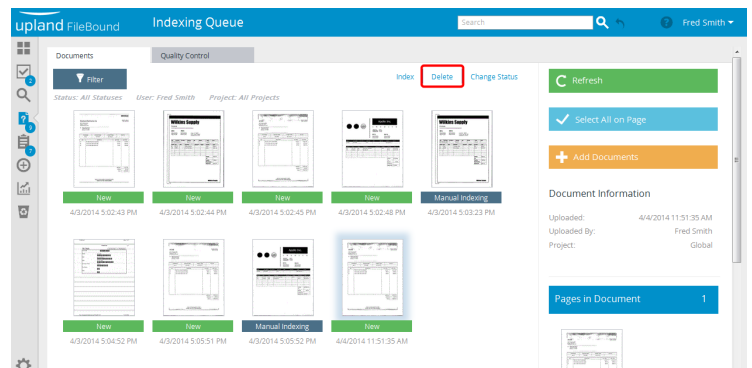 upland FileBound
Indexing Queue
Search
Fred Smith
Documents
Quality Control
Filter
Index
Delete
Change Status
Status: All Statuses User: Fred Smith Project: All Projects
Wilkins Supply
Wilkins Supply
New
New
New
New
Manual Indexing
4/3/2014 5:02:43 PM
4/3/2014 5:02:44 PM
4/3/2014 5:02:45 PM
4/3/2014 5:02:48 PM
4/3/2014 5:03:23 PM
New
New
Manual Indexing
New
4/3/2014 5:04:52 PM
4/3/2014 5:05:51 PM
4/3/2014 5:05:52 PM
4/4/2014 11:51:35 AM
2
9
7
Refresh
Select All on Page
Add Documents
Document Information
Uploaded: 4/4/2014 11:51:35 AM
Uploaded By: Fred Smith
Project: Global
Pages in Document 1